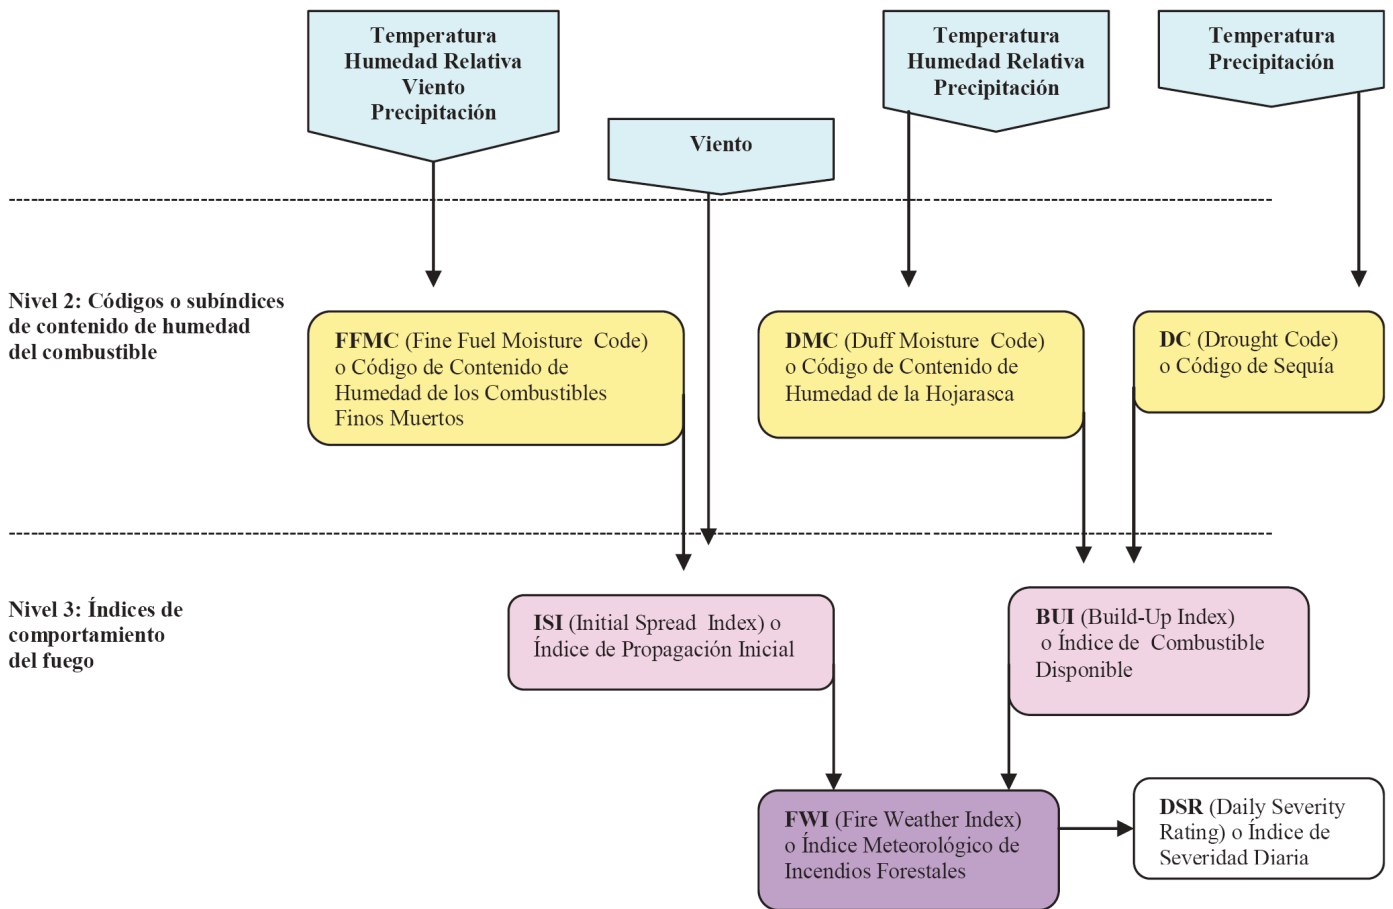 Temperatura
Humedad Relativa
Viento
Precipitación
Viento
Temperatura
Humedad Relativa
Precipitación
Temperatura
Precipitación
Nivel 2: Códigos o subíndices
de contenido de humedad
del combustible
FFMC (Fine Fuel Moisture Code)
o Código de Contenido de
Humedad de los Combustibles
Finos Muertos
DMC (Duff Moisture Code)
o Código de Contenido de
Humedad de la Hojarasca
DC (Drought Code)
o Código de Sequía
Nivel 3: Índices de
comportamiento
del fuego
ISI (Initial Spread Index) o
Índice de Propagación Inicial
BUI (Build-Up Index)
o Índice de Combustible
Disponible
FWI (Fire Weather Index)
o Índice Meteorológico de
Incendios Forestales
DSR (Daily Severity
Rating) o Índice de
Severidad Diaria